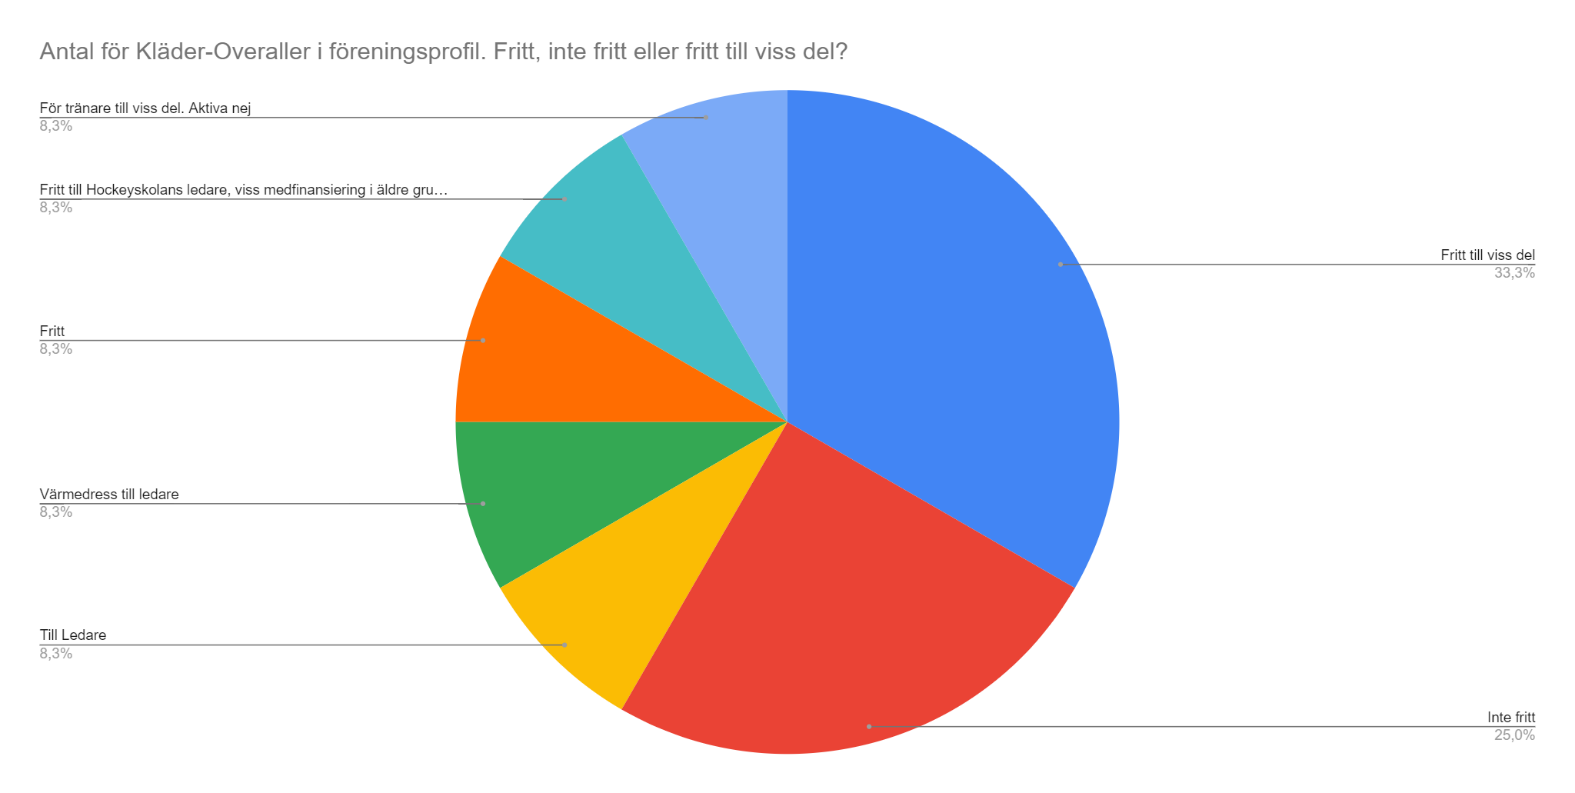 Antal för Kläder-Overaller i föreningsprofil. Fritt, inte fritt eller fritt till viss del?
För tränare till viss del. Aktiva nej
8,3%
Fritt till Hockeyskolans ledare, viss medfinansiering i äldre gru…
8,3%
Fritt
8,3%
Värmedress till ledare
8,3%
Till Ledare
8,3%
Fritt till viss del
33,3%
Inte fritt
25,0%